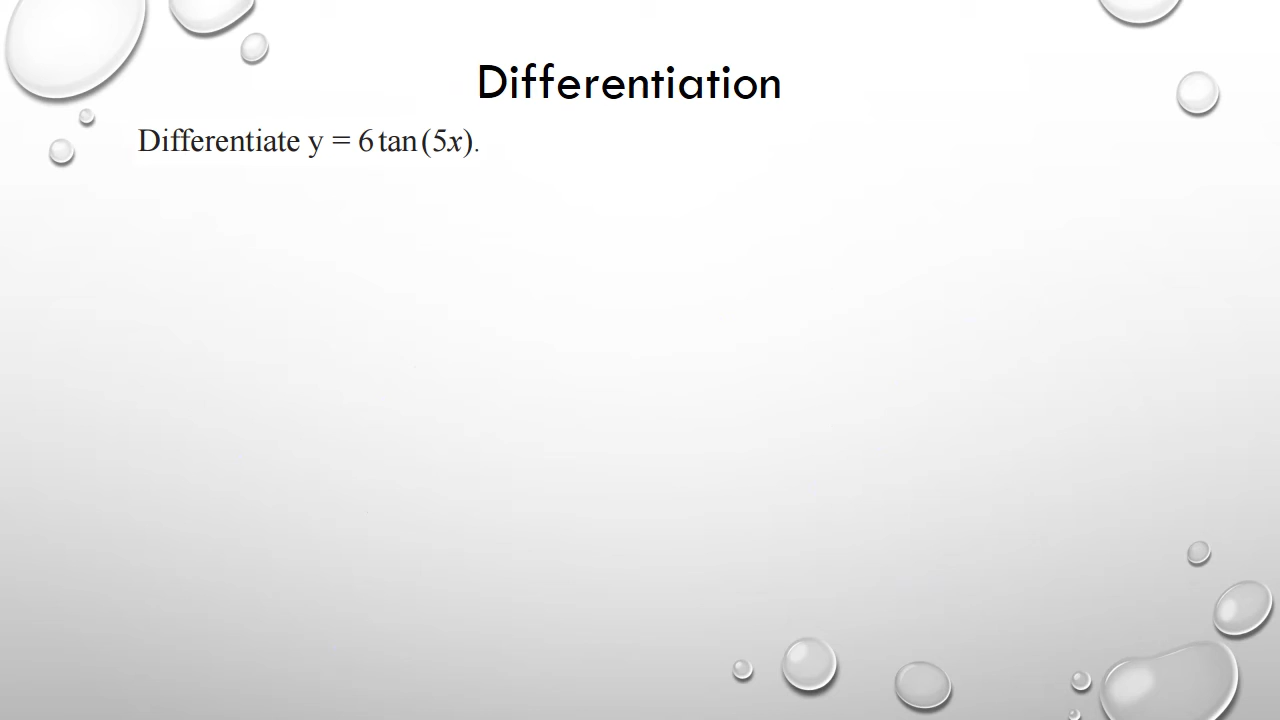 Differentiation
Differentiate y = 6 tan (5x).